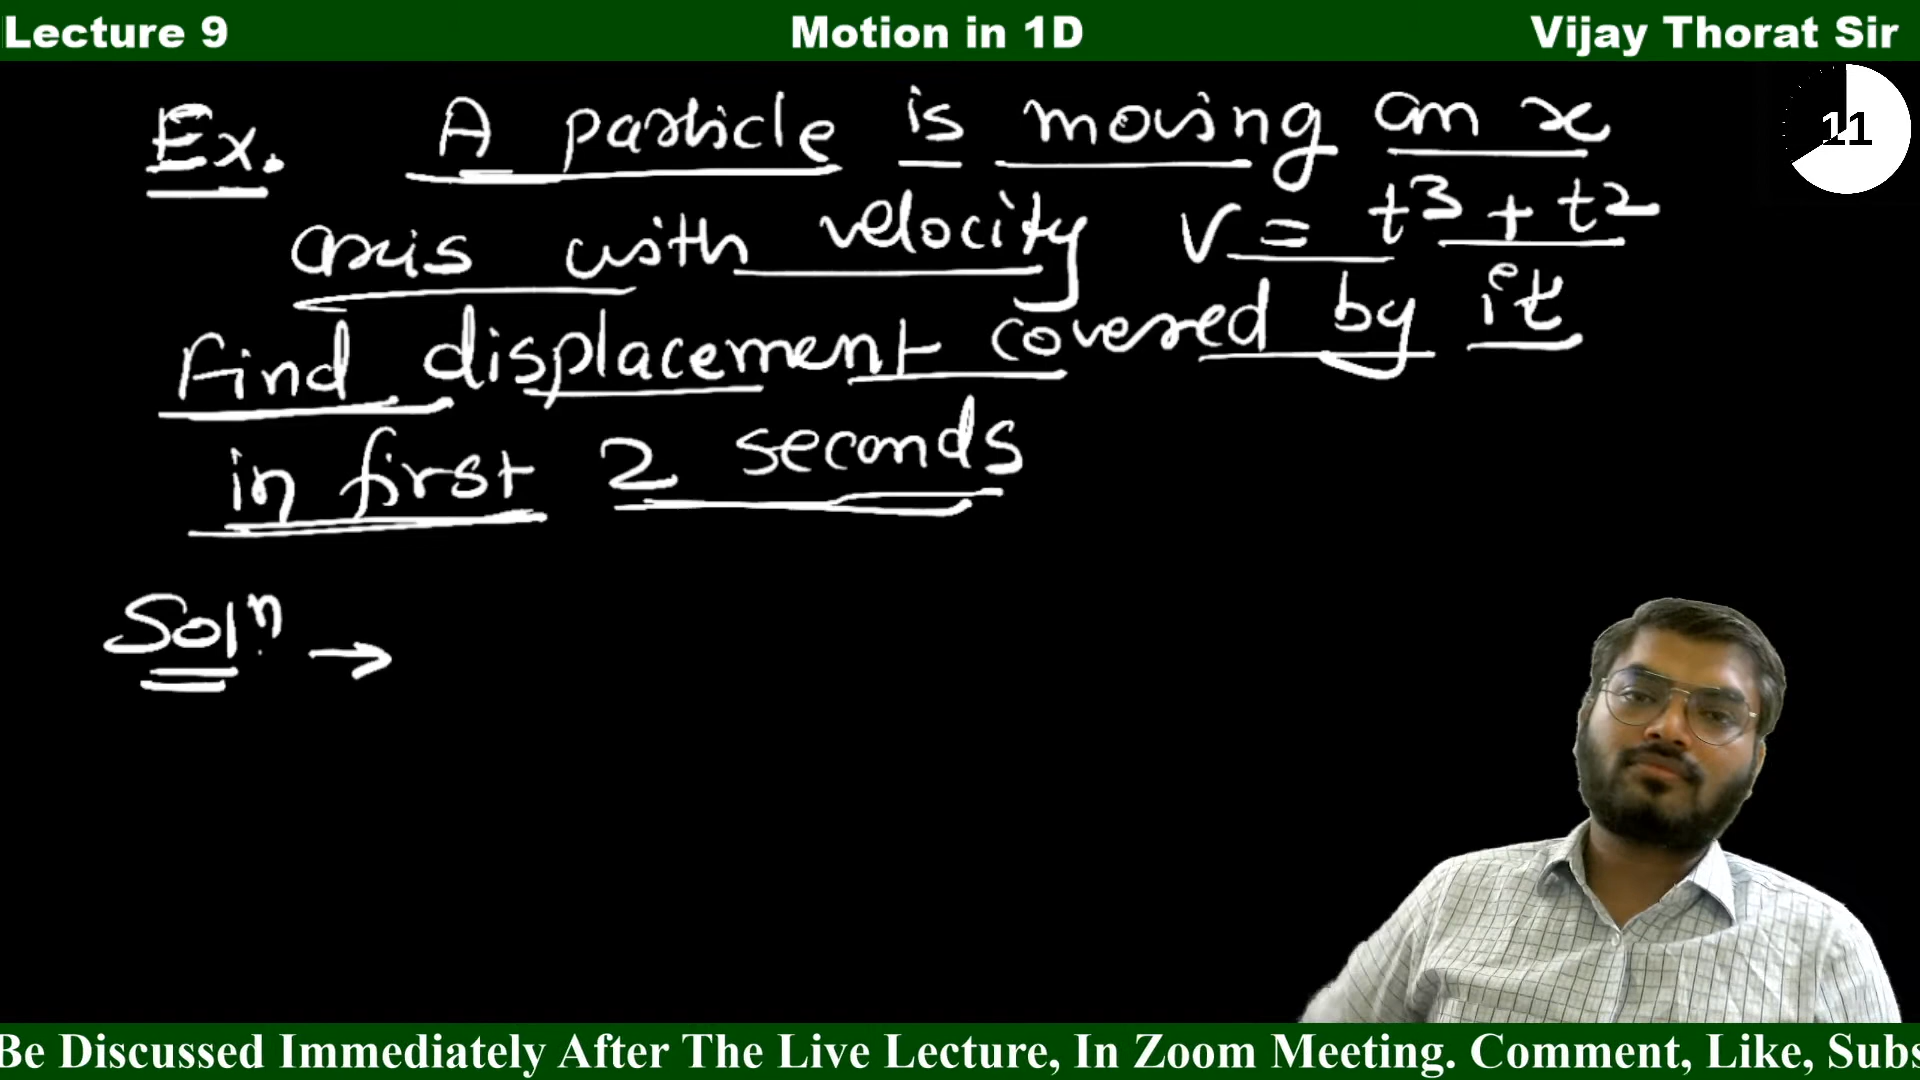 Lecture 9 Motion in 1D Vijay Thorat Sir
11
Ex. A particle is moving on x
axis with velocity v = t³ + t²
Find displacement covered by it
in first 2 seconds
Solⁿ →
Be Discussed Immediately After The Live Lecture, In Zoom Meeting. Comment, Like, Subs